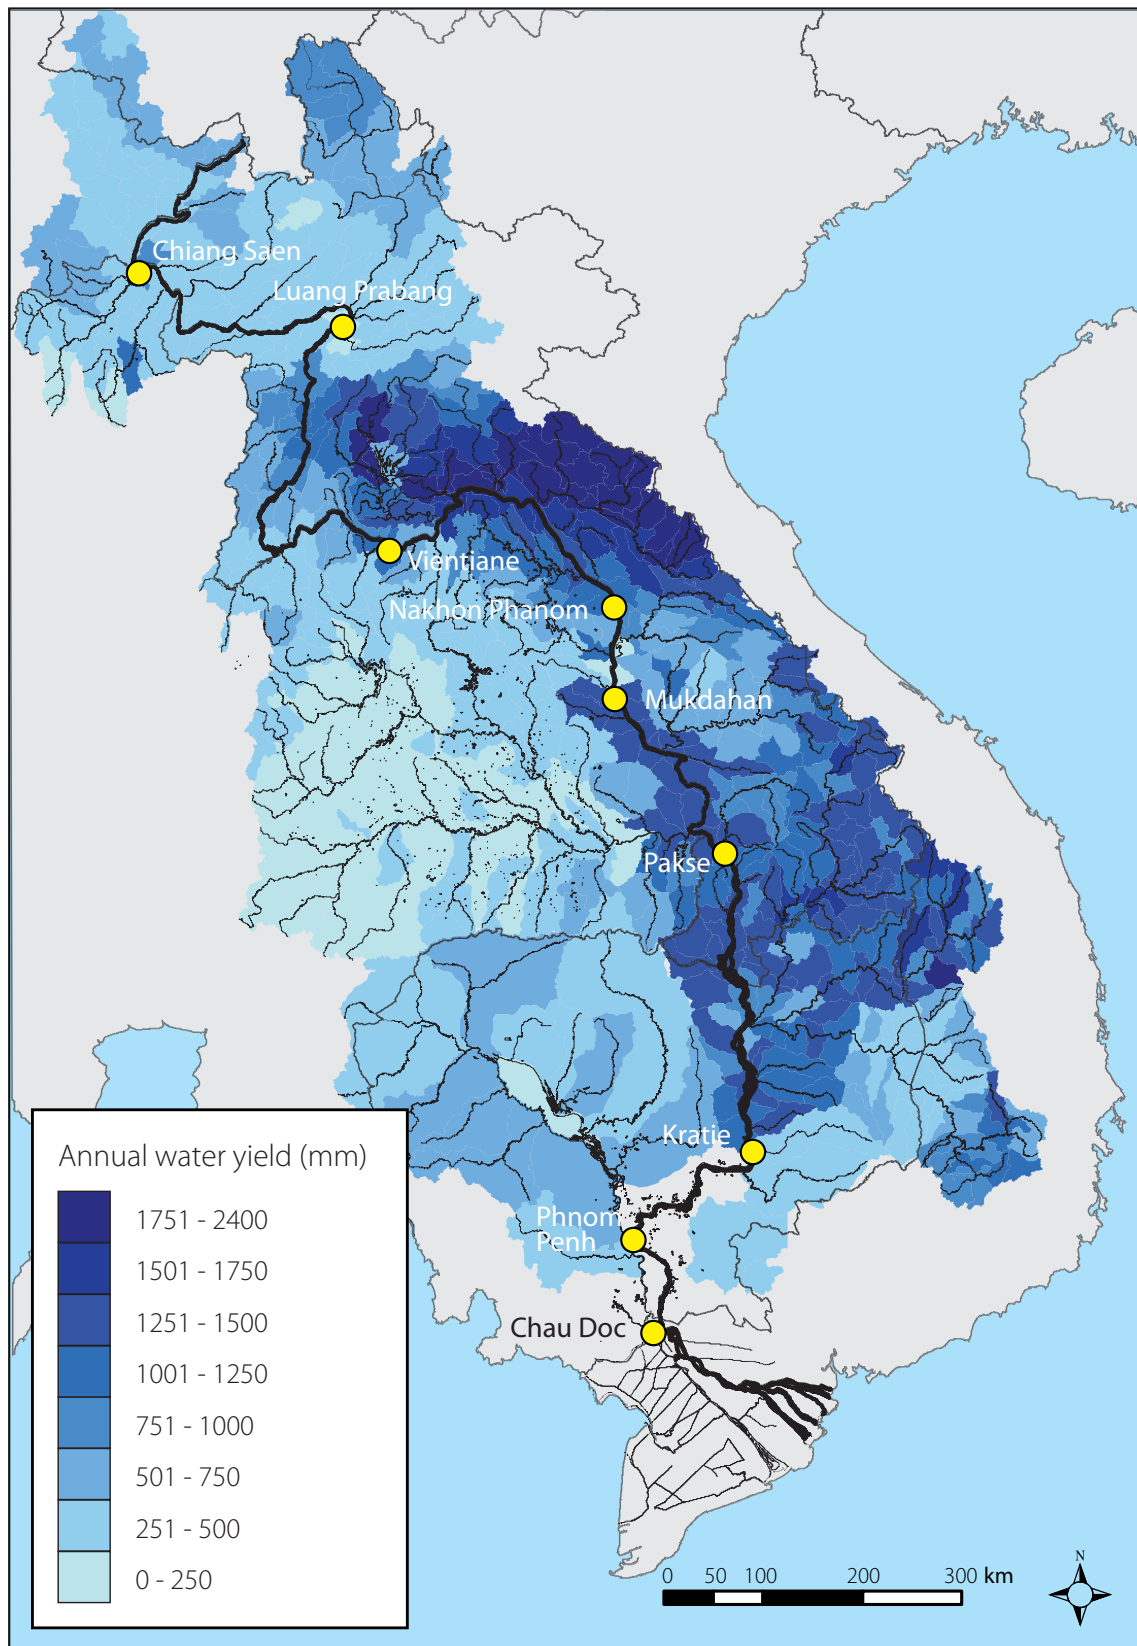 Chiang Saen
Luang Prabang
Vientiane
Nakhon Phanom
Mukdahan
Pakse
Kratie
Phnom
Penh
Chau Doc
Annual water yield (mm)
1751 - 2400
1501 - 1750
1251 - 1500
1001 - 1250
751 - 1000
501 - 750
251 - 500
0 - 250
0 50 100 200 300 km
N